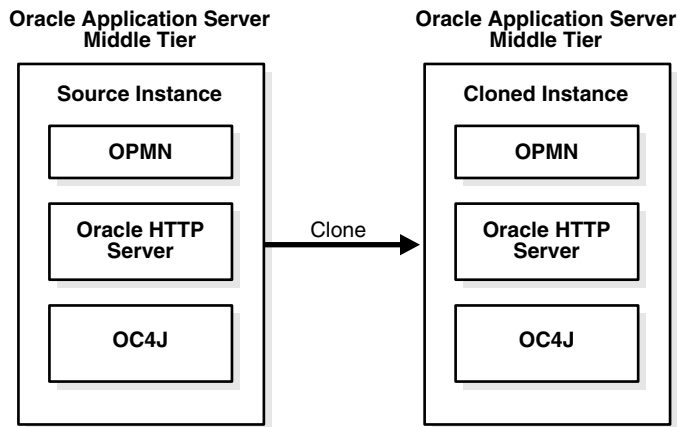 Oracle Application Server
Middle Tier
Source Instance
OPMN
Oracle HTTP
Server
OC4J
Clone
Oracle Application Server
Middle Tier
Cloned Instance
OPMN
Oracle HTTP
Server
OC4J